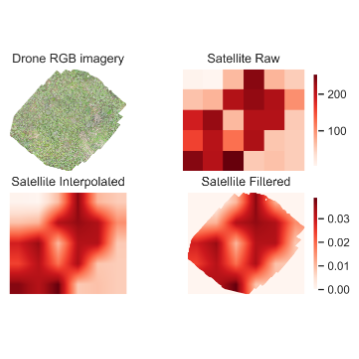 Drone RGB imagery
Satellite Raw
200
100
Satellite Interpolated
Satellite Filtered
0.03
0.02
0.01
0.00